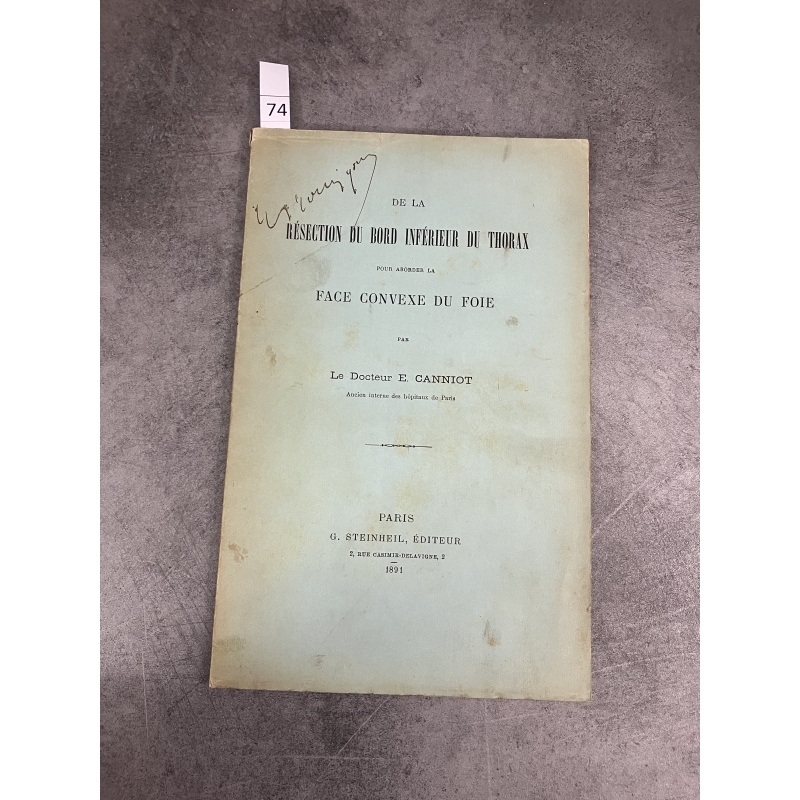 74
DE LA
RÉSECTION DU BORD INFÉRIEUR DU THORAX
POUR ABORDER LA
FACE CONVEXE DU FOIE
PAR
Le Docteur E. CANNIOT
Ancien interne des hôpitaux de Paris
PARIS
G. STEINHEIL, ÉDITEUR
2, RUE CASIMIR-DELAVIGNE, 2
1891